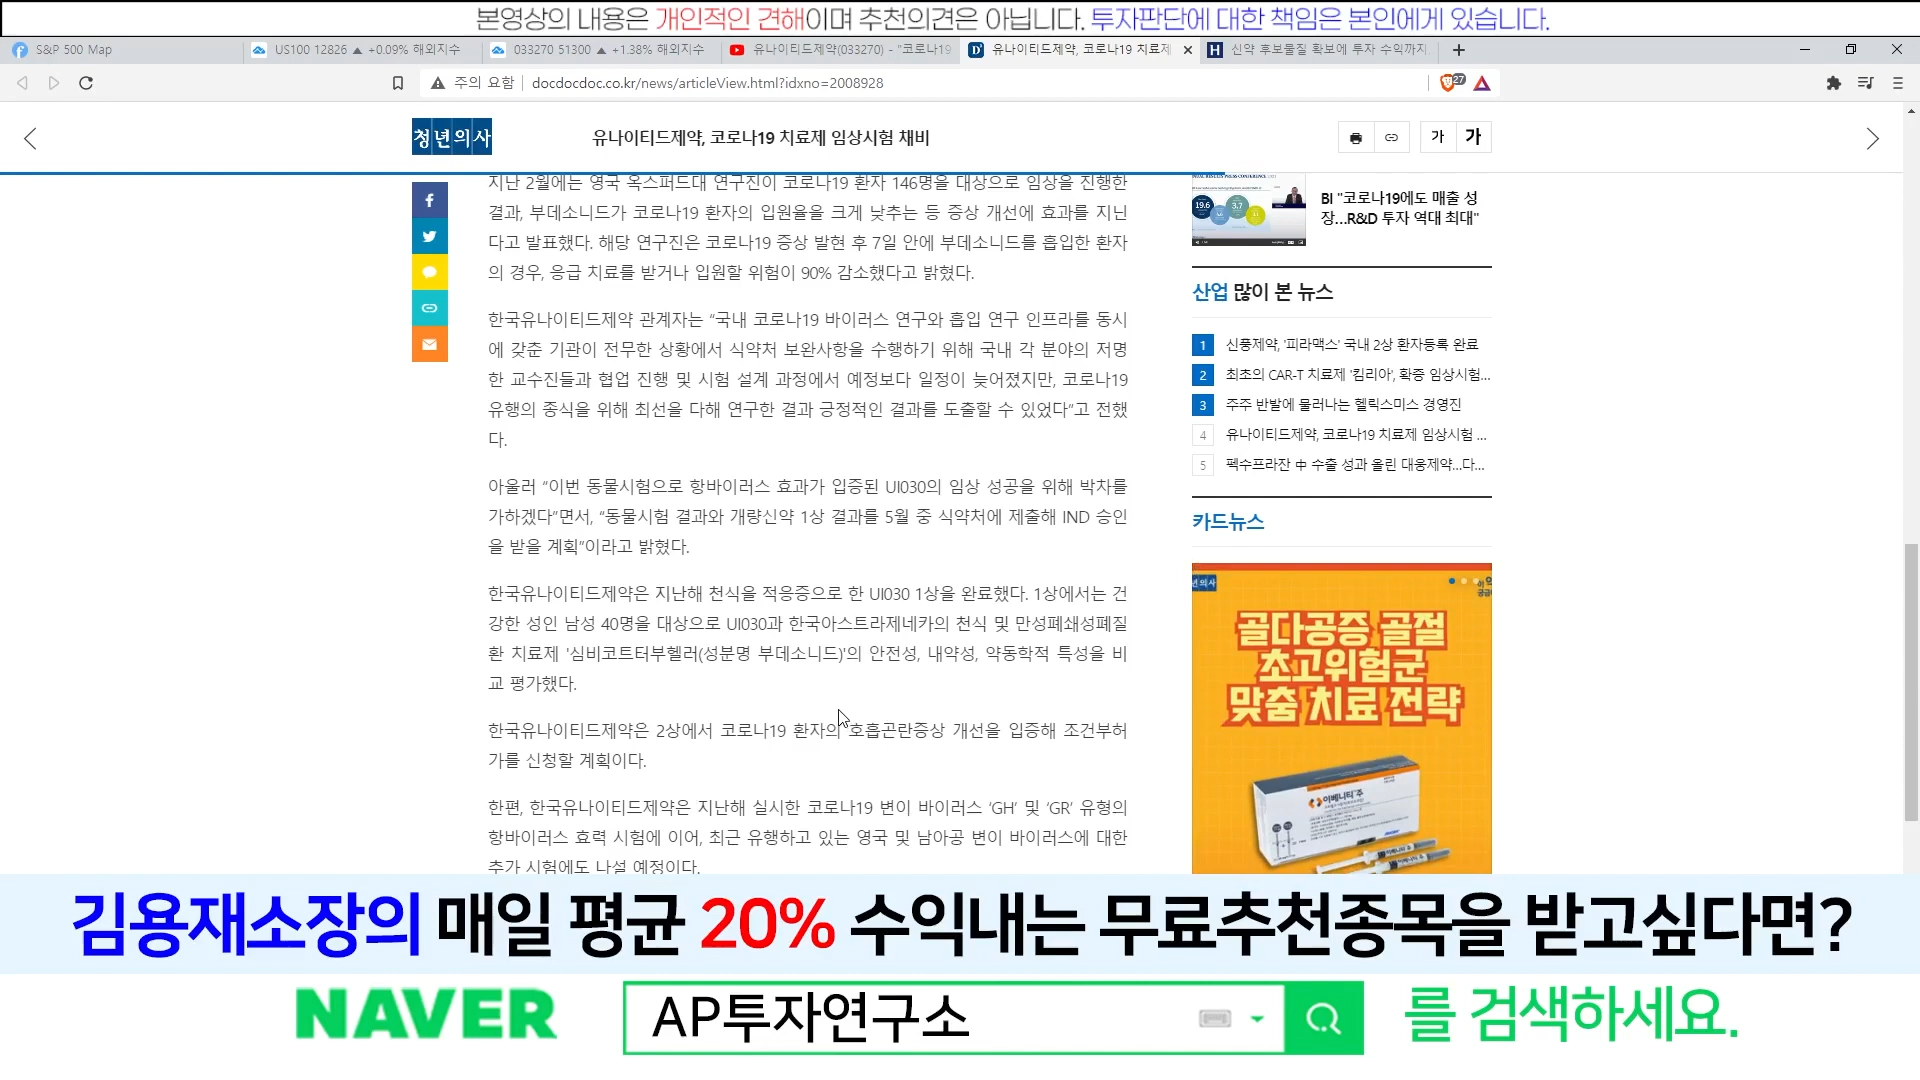 본영상의 내용은 개인적인 견해이며 추천의견은 아닙니다. 투자판단에 대한 책임은 본인에게 있습니다.
S&P 500 Map
US100 12826 ▲ +0.09% 해외지수
033270 51300 ▲ +1.38% 해외지수
유나이티드제약(033270) - "코로나19
유나이티드제약, 코로나19 치료제
신약 후보물질 확보에 투자 수익까지
주의 요함
docdocdoc.co.kr/news/articleView.html?idxno=2008928
27
청년의사
유나이티드제약, 코로나19 치료제 임상시험 채비
가 가
지난 2월에는 영국 옥스퍼드대 연구진이 코로나19 환자 146명을 대상으로 임상을 진행한
결과, 부데소니드가 코로나19 환자의 입원율을 크게 낮추는 등 증상 개선에 효과를 지닌
다고 발표했다. 해당 연구진은 코로나19 증상 발현 후 7일 안에 부데소니드를 흡입한 환자
의 경우, 응급 치료를 받거나 입원할 위험이 90% 감소했다고 밝혔다.
한국유나이티드제약 관계자는 “국내 코로나19 바이러스 연구와 흡입 연구 인프라를 동시
에 갖춘 기관이 전무한 상황에서 식약처 보완사항을 수행하기 위해 국내 각 분야의 저명
한 교수진들과 협업 진행 및 시험 설계 과정에서 예정보다 일정이 늦어졌지만, 코로나19
유행의 종식을 위해 최선을 다해 연구한 결과 긍정적인 결과를 도출할 수 있었다”고 전했
다.
아울러 “이번 동물시험으로 항바이러스 효과가 입증된 UI030의 임상 성공을 위해 박차를
가하겠다”면서, “동물시험 결과와 개량신약 1상 결과를 5월 중 식약처에 제출해 IND 승인
을 받을 계획”이라고 밝혔다.
한국유나이티드제약은 지난해 천식을 적응증으로 한 UI030 1상을 완료했다. 1상에서는 건
강한 성인 남성 40명을 대상으로 UI030과 한국아스트라제네카의 천식 및 만성폐쇄성폐질
환 치료제 '심비코트터부헬러(성분명 부데소니드)'의 안전성, 내약성, 약동학적 특성을 비
교 평가했다.
한국유나이티드제약은 2상에서 코로나19 환자의 호흡곤란증상 개선을 입증해 조건부허
가를 신청할 계획이다.
한편, 한국유나이티드제약은 지난해 실시한 코로나19 변이 바이러스 ‘GH’ 및 ‘GR’ 유형의
항바이러스 효력 시험에 이어, 최근 유행하고 있는 영국 및 남아공 변이 바이러스에 대한
추가 시험에도 나설 예정이다.
19.6
3.7
BI "코로나19에도 매출 성
장...R&D 투자 역대 최대"
산업 많이 본 뉴스
1 신풍제약, '피라맥스' 국내 2상 환자등록 완료
2 최초의 CAR-T 치료제 '킴리아', 확증 임상시험...
3 주주 반발에 물러나는 헬릭스미스 경영진
4 유나이티드제약, 코로나19 치료제 임상시험 ...
5 펙수프라잔 中 수출 성과 올린 대웅제약...다...
카드뉴스
년의사
골다공증 골절
초고위험군
맞춤 치료 전략
이베니티주
김용재소장의 매일 평균 20% 수익내는 무료추천종목을 받고싶다면?
NAVER AP투자연구소 를 검색하세요.